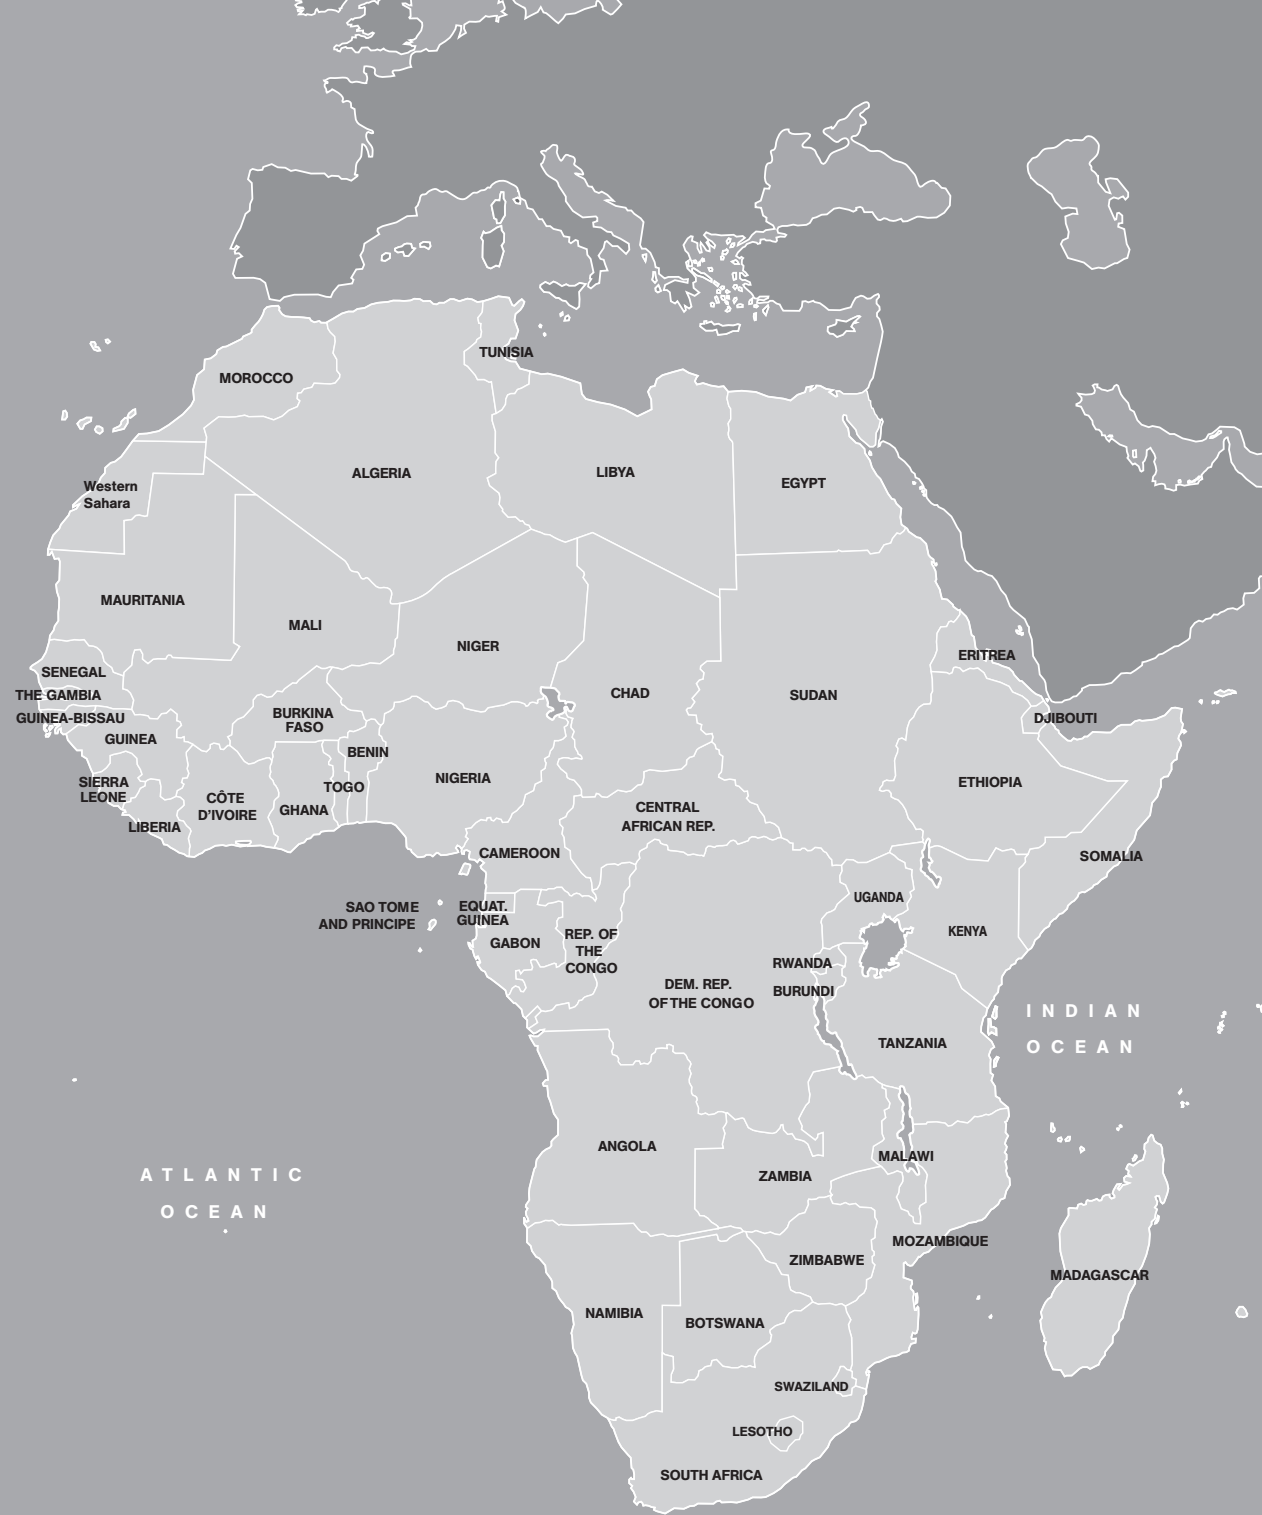 TUNISIA
MOROCCO
ALGERIA
LIBYA
EGYPT
Western
Sahara
MAURITANIA
MALI
NIGER
ERITREA
SENEGAL
CHAD
SUDAN
THE GAMBIA
GUINEA-BISSAU
BURKINA
FASO
DJIBOUTI
GUINEA
BENIN
NIGERIA
ETHIOPIA
SIERRA
LEONE
TOGO
CÔTE
D'IVOIRE
GHANA
CENTRAL
AFRICAN REP.
LIBERIA
CAMEROON
SOMALIA
UGANDA
SAO TOME
AND PRINCIPE
EQUAT.
GUINEA
KENYA
GABON
REP. OF
THE
CONGO
RWANDA
DEM. REP.
OF THE CONGO
BURUNDI
INDIAN
OCEAN
TANZANIA
ANGOLA
MALAWI
ATLANTIC
OCEAN
ZAMBIA
MOZAMBIQUE
ZIMBABWE
MADAGASCAR
NAMIBIA
BOTSWANA
SWAZILAND
LESOTHO
SOUTH AFRICA